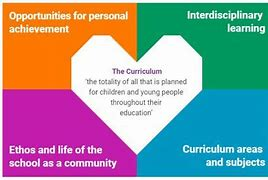 Opportunities for personal
achievement
Interdisciplinary
learning
The Curriculum
'the totality of all that is planned
for children and young people
throughout their
education'
Ethos and life of the
school as a community
Curriculum areas
and subjects